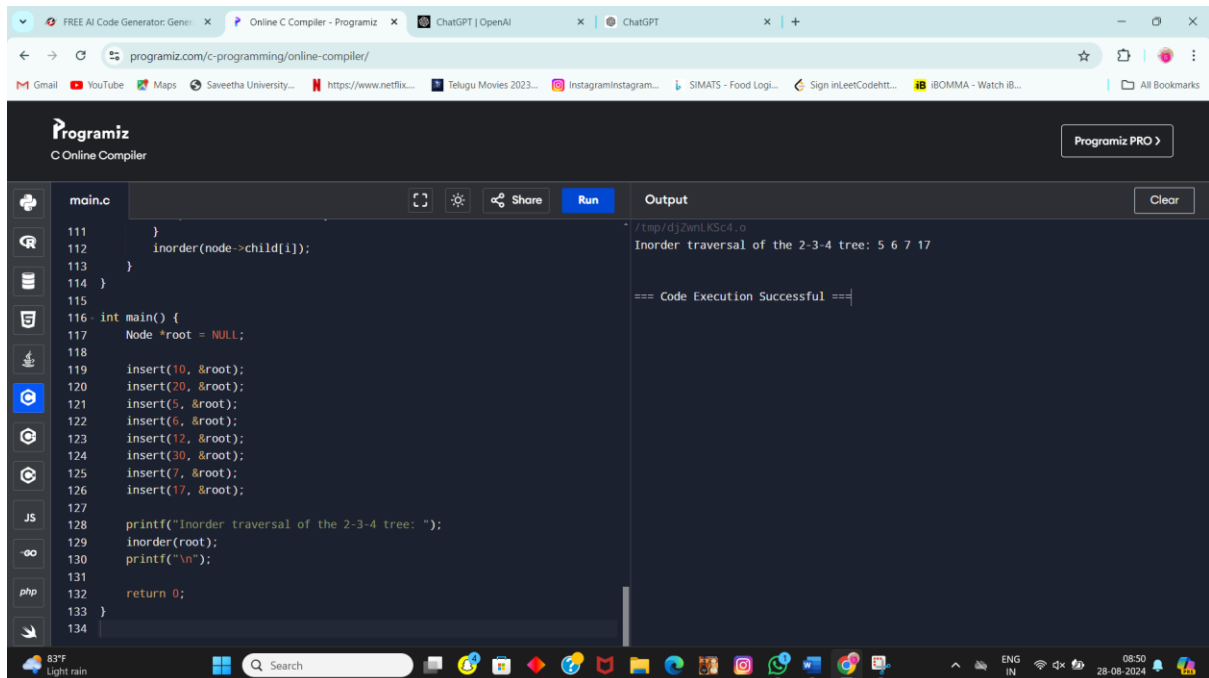 FREE AI Code Generator: Gener
Online C Compiler - Programiz
ChatGPT | OpenAI
ChatGPT
programiz.com/c-programming/online-compiler/
Gmail
YouTube
Maps
Saveetha University...
https://www.netflix....
Telugu Movies 2023...
InstagramInstagram...
SIMATS - Food Logi...
Sign inLeetCodehtt...
iB iBOMMA - Watch iB...
All Bookmarks
Programiz
C Online Compiler
Programiz PRO >
main.c
Share
Run
Output
Clear
111 }
112 inorder(node->child[i]);
113 }
114 }
115
116 int main() {
117 Node *root = NULL;
118
119 insert(10, &root);
120 insert(20, &root);
121 insert(5, &root);
122 insert(6, &root);
123 insert(12, &root);
124 insert(30, &root);
125 insert(7, &root);
126 insert(17, &root);
127
128 printf("Inorder traversal of the 2-3-4 tree: ");
129 inorder(root);
130 printf("\n");
131
132 return 0;
133 }
134
/tmp/djZwnLKSc4.o
Inorder traversal of the 2-3-4 tree: 5 6 7 17
=== Code Execution Successful ===
JS
GO
php
83°F
Light rain
Search
ENG
IN
08:50
28-08-2024